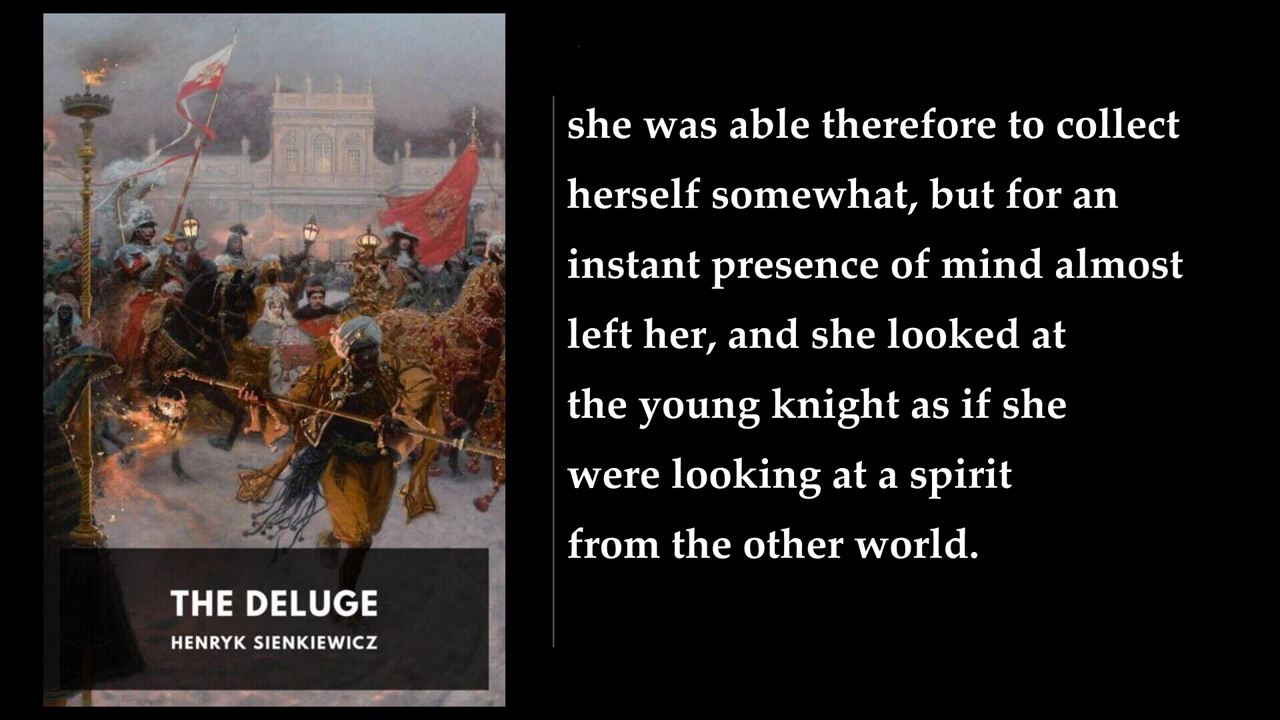 she was able therefore to collect
herself somewhat, but for an
instant presence of mind almost
left her, and she looked at
the young knight as if she
were looking at a spirit
from the other world.
THE DELUGE
HENRYK SIENKIEWICZ